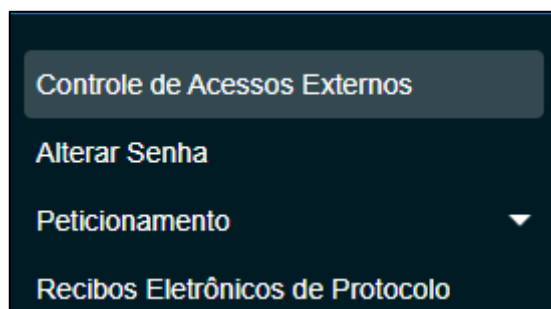 Controle de Acessos Externos
Alterar Senha
Peticionamento
Recibos Eletrônicos de Protocolo